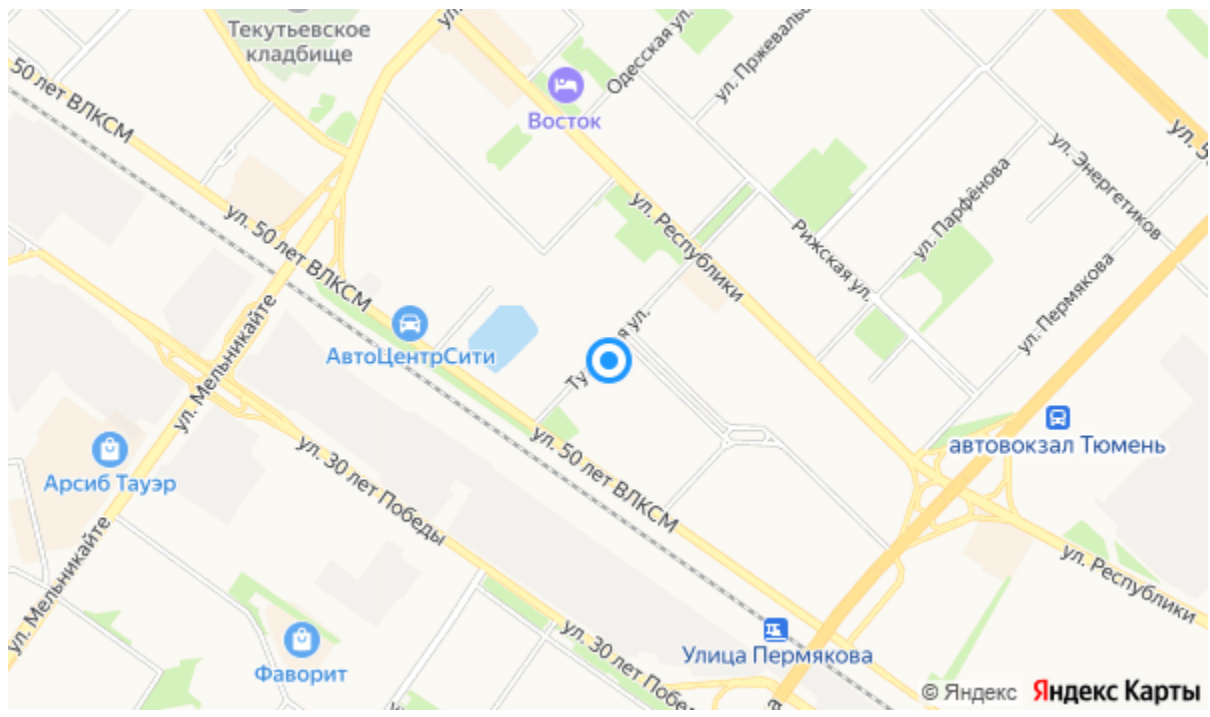 Текутьевское
кладбище
Одесская ул.
ул. Пржеваль
50 лет ВЛКСМ
Восток
ул. Энергетиков
ул. Парфёнова
ул. Республики
ул. 50 лет ВЛКСМ
Рижская ул.
ул. Пермякова
АвтоЦентрСити
ул. Мельникайте
автовокзал Тюмень
Арсиб Тауэр
ул. 30 лет Победы
ул. 50 лет ВЛКСМ
ул. Республики
ул. Мельникайте
Фаворит
ул. 30 лет Побе
Улица Пермякова
© Яндекс Яндекс Карты